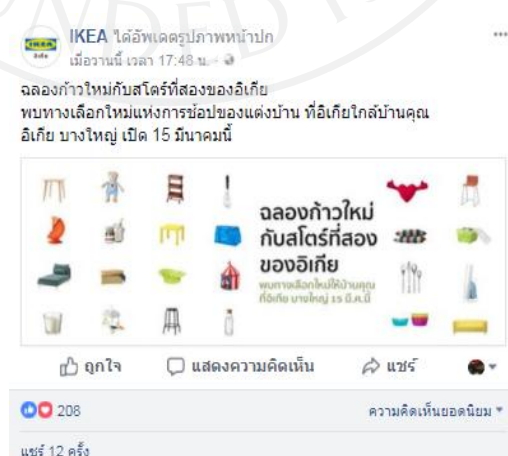 IKEA ได้อัพเดตรูปภาพหน้าปก
เมื่อวานนี้ เวลา 17:48 น. ·
ฉลองก้าวใหม่กับสโตร์ที่สองของอิเกีย
พบทางเลือกใหม่แห่งการช้อปของแต่งบ้าน ที่อิเกียใกล้บ้านคุณ
อิเกีย บางใหญ่ เปิด 15 มีนาคมนี้
ฉลองก้าวใหม่
กับสโตร์ที่สอง
ของอิเกีย
พบทางเลือกใหม่ใกล้บ้านคุณ
ที่อิเกีย บางใหญ่ 15 มี.ค.นี้
ถูกใจ แสดงความคิดเห็น แชร์
208 ความคิดเห็นยอดนิยม
แชร์ 12 ครั้ง